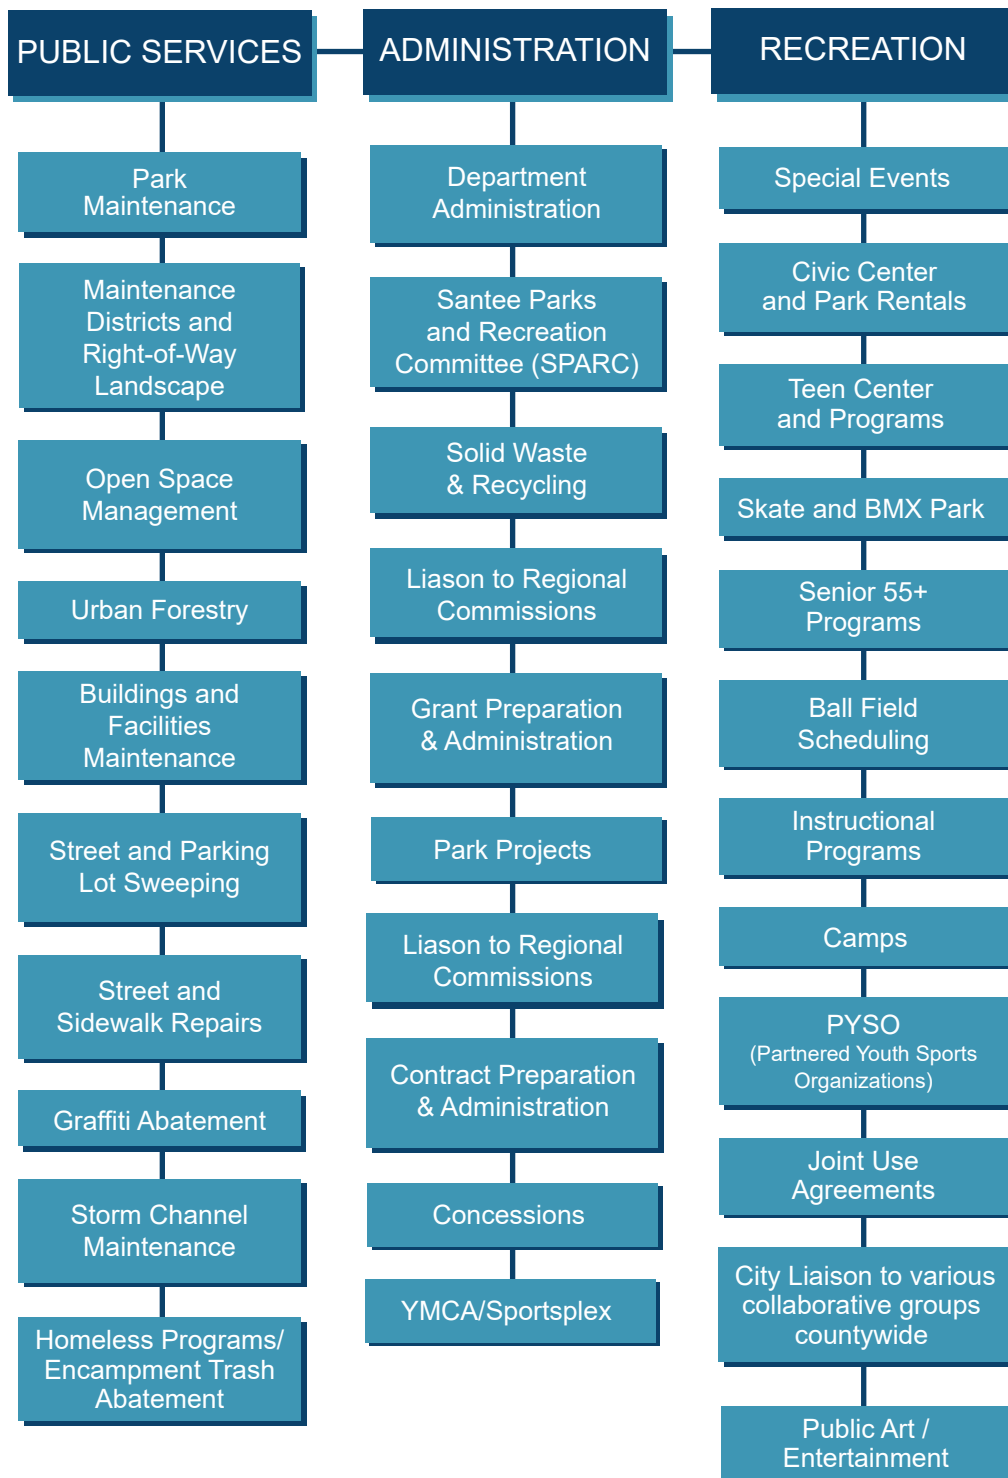 PUBLIC SERVICES
Park
Maintenance
Maintenance
Districts and
Right-of-Way
Landscape
Open Space
Management
Urban Forestry
Buildings and
Facilities
Maintenance
Street and Parking
Lot Sweeping
Street and
Sidewalk Repairs
Graffiti Abatement
Storm Channel
Maintenance
Homeless Programs/
Encampment Trash
Abatement
ADMINISTRATION
Department
Administration
Santee Parks
and Recreation
Committee (SPARC)
Solid Waste
& Recycling
Liason to Regional
Commissions
Grant Preparation
& Administration
Park Projects
Liason to Regional
Commissions
Contract Preparation
& Administration
Concessions
YMCA/Sportsplex
RECREATION
Special Events
Civic Center
and Park Rentals
Teen Center
and Programs
Skate and BMX Park
Senior 55+
Programs
Ball Field
Scheduling
Instructional
Programs
Camps
PYSO
(Partnered Youth Sports
Organizations)
Joint Use
Agreements
City Liaison to various
collaborative groups
countywide
Public Art /
Entertainment